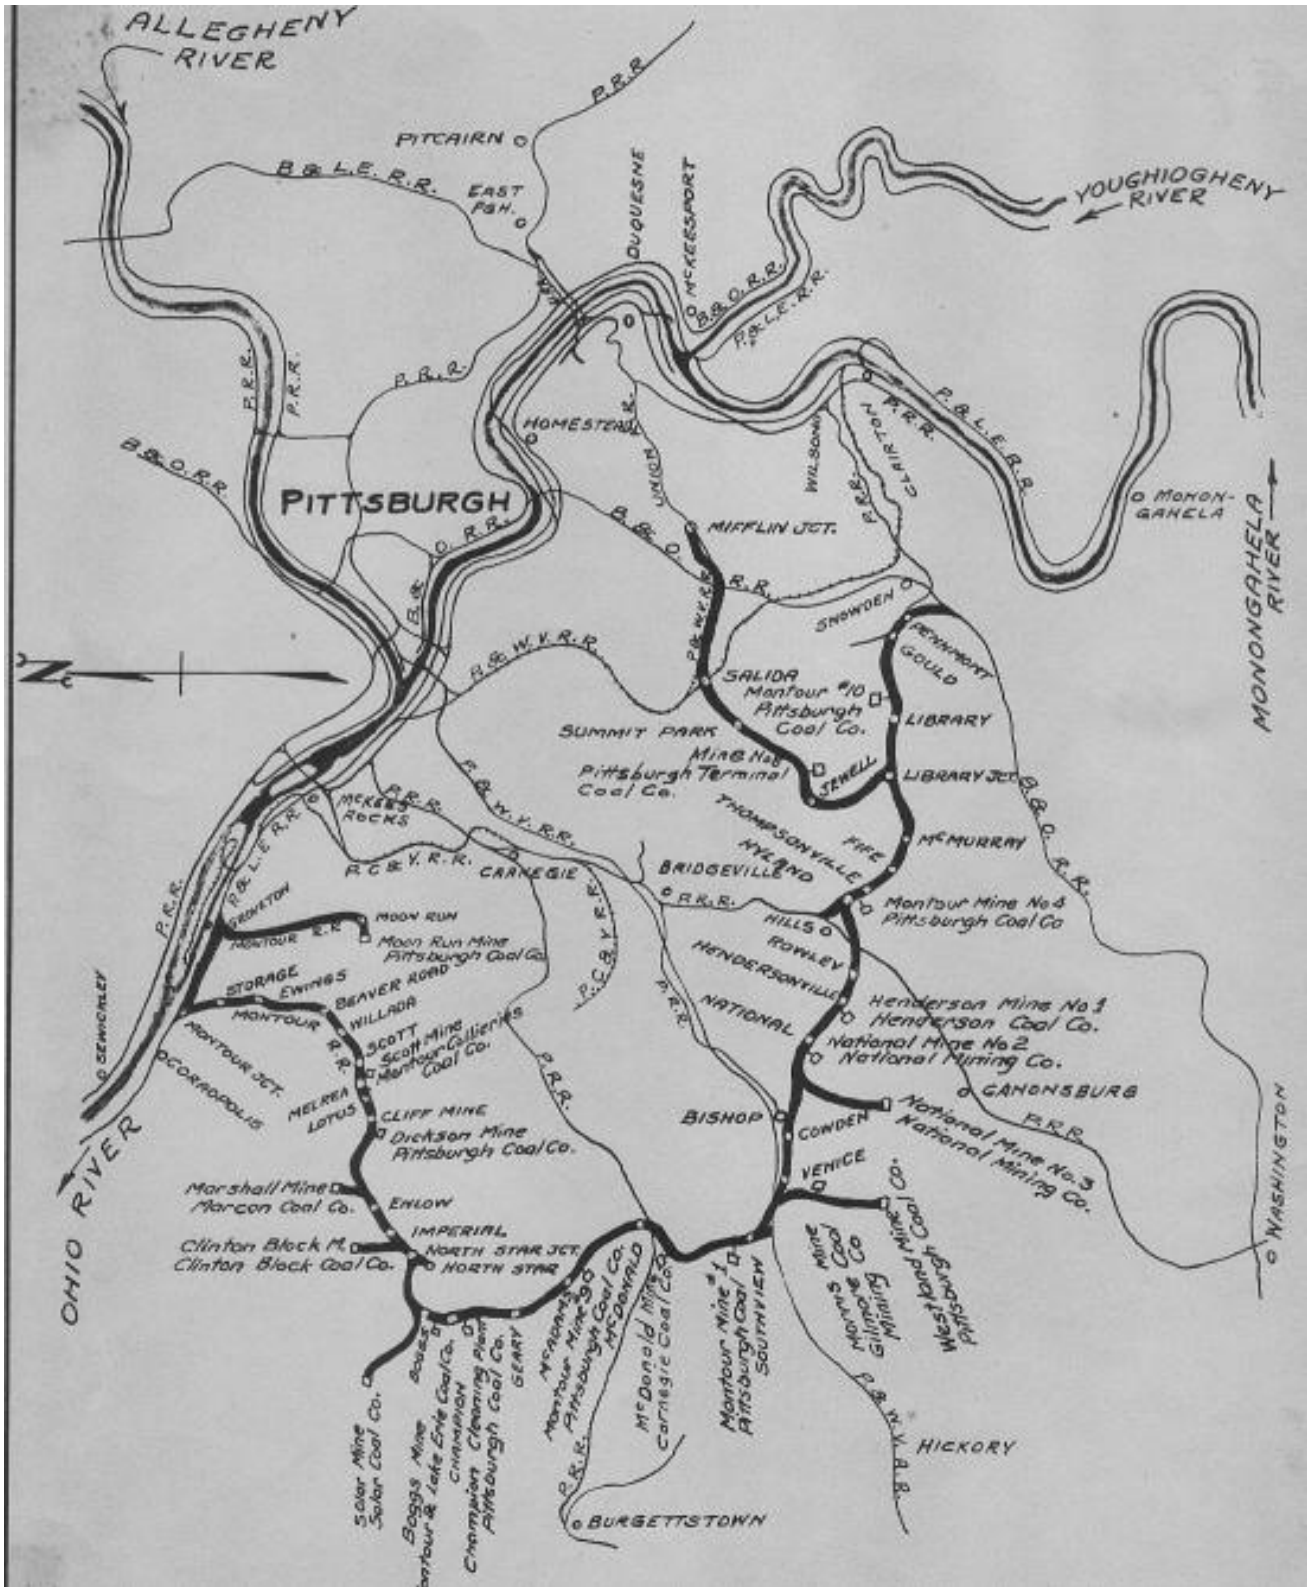 ALLEGHENY
RIVER
P.R.R
PITCAIRN
B & L.E. R.R.
EAST
PGH.
DUQUESNE
McKEESPORT
YOUGHIOGHENY
RIVER
B.& O. R.R.
P.& L.E. R.R.
P.R.R.
P.R.R.
P.R.R.
HOMESTEAD
UNION R.R.
WILSON
CLAIRTON
P.R.R.
P.R.R.
P. & L.E. R.R.
MONON-
GAHELA
MONONGAHELA
RIVER
B.& O. R.R.
PITTSBURGH
B.& O. R.R.
B. & O. R.R.
MIFFLIN JCT.
P.& W.V.R.R.
SNOWDEN
PENNMONT
GOULD
N
P. & W.V. R.R.
SALIDA
Montour #10
Pittsburgh
Coal Co.
LIBRARY
SUMMIT PARK
Mine No 8
Pittsburgh Terminal
Coal Co.
JEWELL
LIBRARY JCT.
B. & O. R.R.
McKEES
ROCKS
P.R.R.
P. & W.V. R.R.
THOMPSONVILLE
HYLAND
FIFE
McMURRAY
P.C & Y. R.R.
CARNEGIE
BRIDGEVILLE
P.R.R.
P.& L.E. R.R.
P.R.R.
Montour Mine No 4
Pittsburgh Coal Co
HILLS
ROWLEY
HENDERSONVILLE
GROVETON
MONTOUR R.R.
MOON RUN
Moon Run Mine
Pittsburgh Coal Co.
P.C & Y.R.R.
P.R.R.
NATIONAL
Henderson Mine No 1
Henderson Coal Co.
National Mine No 2
National Mining Co.
SEWICKLEY
STORAGE
EWINGS
BEAVER ROAD
MONTOUR R.R.
WILLADA
SCOTT
Scott Mine
Montour Collieries
Coal Co.
MONTOUR JCT.
CORAOPOLIS
MELREA
LOTUS
CLIFF MINE
Dickson Mine
Pittsburgh Coal Co.
P.R.R.
BISHOP
COWDEN
CANONSBURG
P.R.R.
National Mine No. 3
National Mining Co.
WASHINGTON
OHIO RIVER
Marshall Mine
Marcon Coal Co.
ENLOW
VENICE
IMPERIAL
Clinton Block M.
Clinton Block Coal Co.
NORTH STAR JCT.
NORTH STAR
Solar Mine
Solar Coal Co.
BOGGS
Boggs Mine
Montour & Lake Erie Coal Co.
CHAMPION
Champion Cleaning Plant
Pittsburgh Coal Co.
GEARY
McADAMS
Montour Mine #9
Pittsburgh Coal Co.
McDONALD
McDonald Mine
Carnegie Coal Co.
Montour Mine #1
Pittsburgh Coal
SOUTHVIEW
Morris Mine
Gilmore Coal
Mining Co
Westland Mine
Pittsburgh Coal Co.
P.R.R.
BURGETTSTOWN
P. & W.V. R.R.
HICKORY